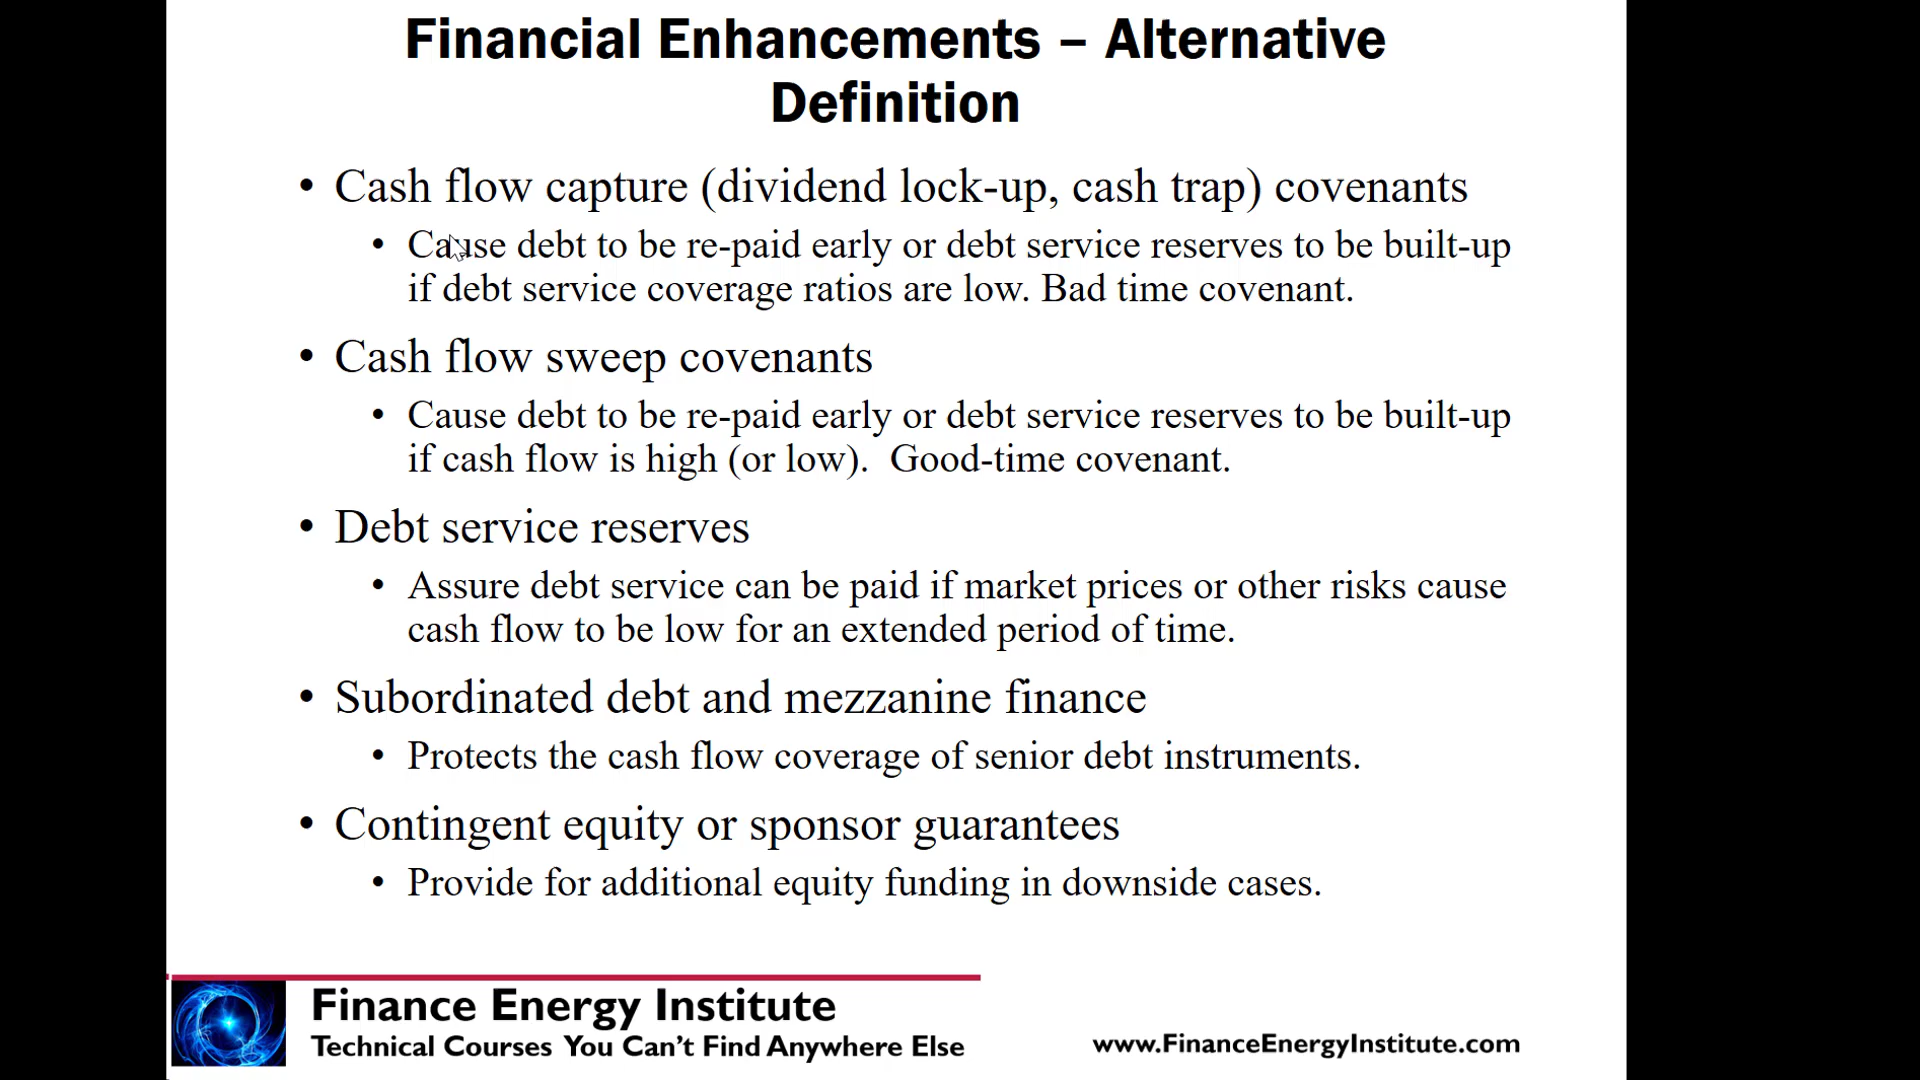 Financial Enhancements – Alternative
Definition
• Cash flow capture (dividend lock-up, cash trap) covenants
• Cause debt to be re-paid early or debt service reserves to be built-up
if debt service coverage ratios are low. Bad time covenant.
• Cash flow sweep covenants
• Cause debt to be re-paid early or debt service reserves to be built-up
if cash flow is high (or low).  Good-time covenant.
• Debt service reserves
• Assure debt service can be paid if market prices or other risks cause
cash flow to be low for an extended period of time.
• Subordinated debt and mezzanine finance
• Protects the cash flow coverage of senior debt instruments.
• Contingent equity or sponsor guarantees
• Provide for additional equity funding in downside cases.
Finance Energy Institute
Technical Courses You Can’t Find Anywhere Else
www.FinanceEnergyInstitute.com